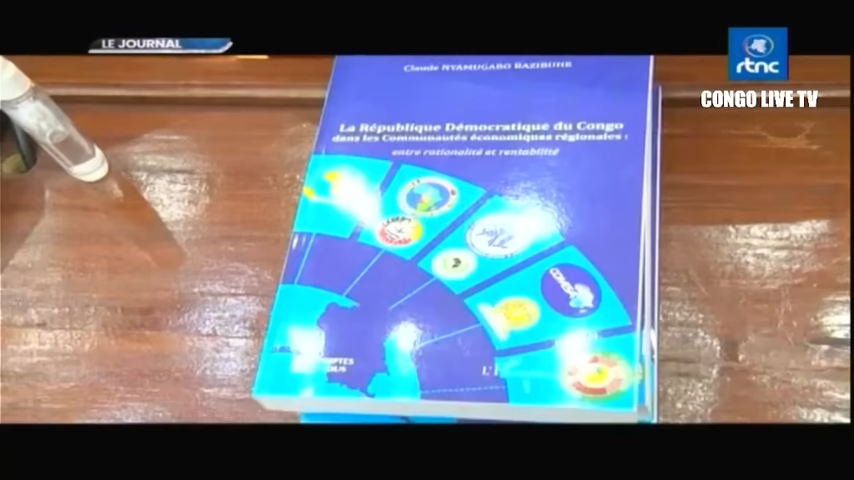 LE JOURNAL
rtnc
CONGO LIVE TV
Claude NYAMUGABO BAZIBUHE
La République Démocratique du Congo
dans les Communautés économiques régionales :
entre rationalité et rentabilité
COMESA